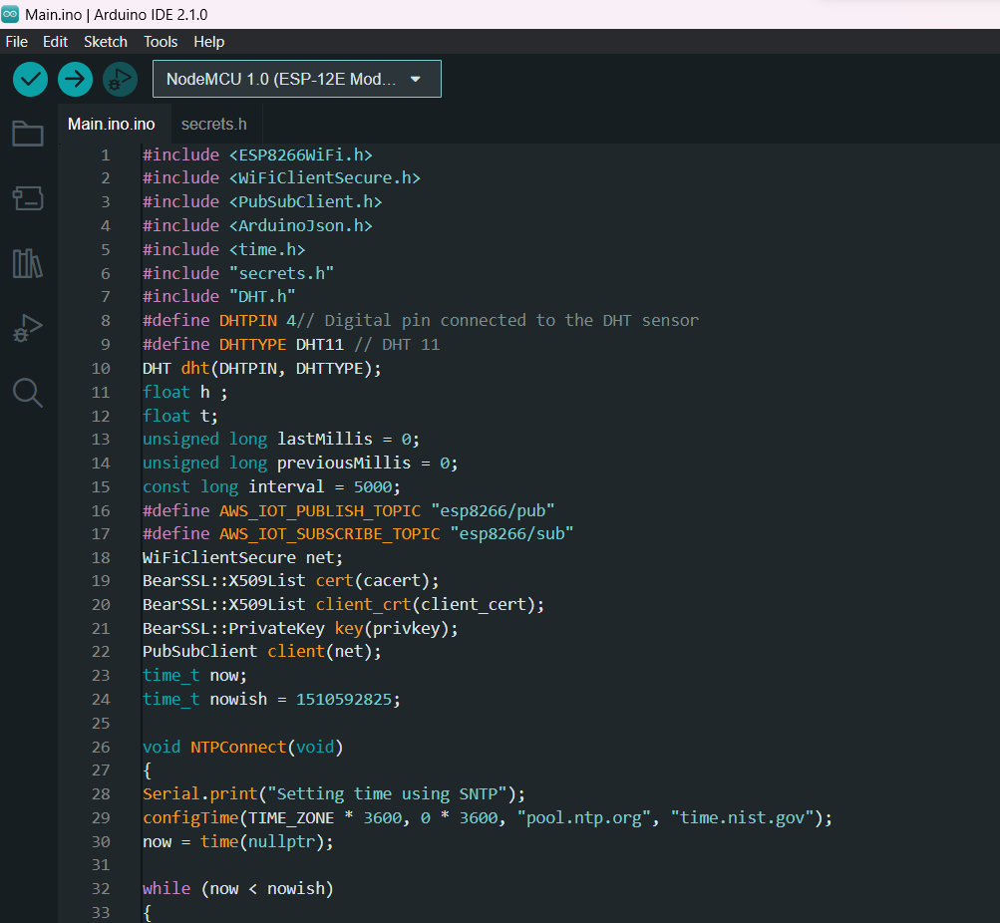 Main.ino | Arduino IDE 2.1.0
File Edit Sketch Tools Help
NodeMCU 1.0 (ESP-12E Mod...
Main.ino.ino secrets.h
1 #include <ESP8266WiFi.h>
2 #include <WiFiClientSecure.h>
3 #include <PubSubClient.h>
4 #include <ArduinoJson.h>
5 #include <time.h>
6 #include "secrets.h"
7 #include "DHT.h"
8 #define DHTPIN 4// Digital pin connected to the DHT sensor
9 #define DHTTYPE DHT11 // DHT 11
10 DHT dht(DHTPIN, DHTTYPE);
11 float h ;
12 float t;
13 unsigned long lastMillis = 0;
14 unsigned long previousMillis = 0;
15 const long interval = 5000;
16 #define AWS_IOT_PUBLISH_TOPIC "esp8266/pub"
17 #define AWS_IOT_SUBSCRIBE_TOPIC "esp8266/sub"
18 WiFiClientSecure net;
19 BearSSL::X509List cert(cacert);
20 BearSSL::X509List client_crt(client_cert);
21 BearSSL::PrivateKey key(privkey);
22 PubSubClient client(net);
23 time_t now;
24 time_t nowish = 1510592825;
25
26 void NTPConnect(void)
27 {
28 Serial.print("Setting time using SNTP");
29 configTime(TIME_ZONE * 3600, 0 * 3600, "pool.ntp.org", "time.nist.gov");
30 now = time(nullptr);
31
32 while (now < nowish)
33 {